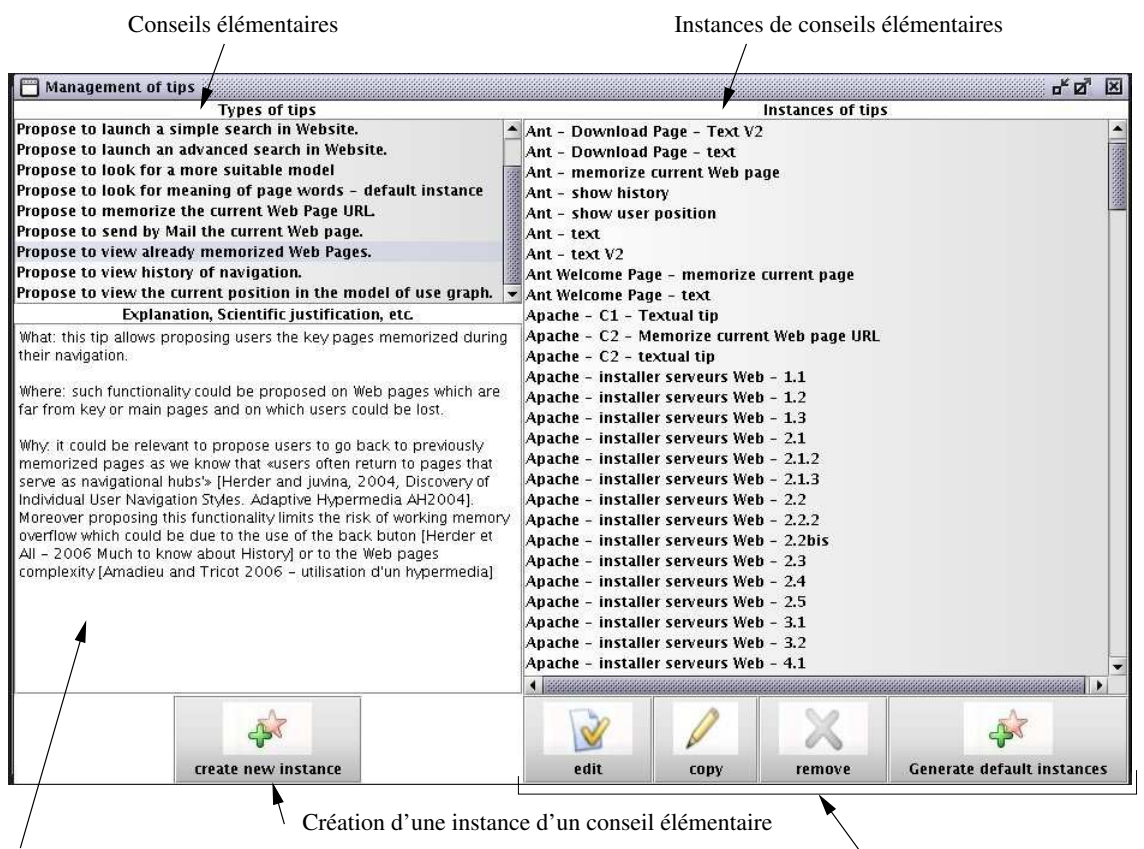 Conseils élémentaires
Instances de conseils élémentaires
Management of tips
Types of tips
Propose to launch a simple search in Website.
Propose to launch an advanced search in Website.
Propose to look for a more suitable model
Propose to look for meaning of page words - default instance
Propose to memorize the current Web Page URL.
Propose to send by Mail the current Web page.
Propose to view already memorized Web Pages.
Propose to view history of navigation.
Propose to view the current position in the model of use graph.
Explanation, Scientific justification, etc.
What: this tip allows proposing users the key pages memorized during
their navigation.
Where: such functionality could be proposed on Web pages which are
far from key or main pages and on which users could be lost.
Why: it could be relevant to propose users to go back to previously
memorized pages as we know that «users often return to pages that
serve as navigational hubs'» [Herder and juvina, 2004, Discovery of
Individual User Navigation Styles. Adaptive Hypermedia AH2004].
Moreover proposing this functionality limits the risk of working memory
overflow which could be due to the use of the back buton [Herder et
All - 2006 Much to know about History] or to the Web pages
complexity [Amadieu and Tricot 2006 - utilisation d'un hypermedia]
create new instance
Instances of tips
Ant - Download Page - Text V2
Ant - Download Page - text
Ant - memorize current Web page
Ant - show history
Ant - show user position
Ant - text
Ant - text V2
Ant Welcome Page - memorize current page
Ant Welcome Page - text
Apache - C1 - Textual tip
Apache - C2 - Memorize current Web page URL
Apache - C2 - textual tip
Apache - installer serveurs Web - 1.1
Apache - installer serveurs Web - 1.2
Apache - installer serveurs Web - 1.3
Apache - installer serveurs Web - 2.1
Apache - installer serveurs Web - 2.1.2
Apache - installer serveurs Web - 2.1.3
Apache - installer serveurs Web - 2.2
Apache - installer serveurs Web - 2.2.2
Apache - installer serveurs Web - 2.2bis
Apache - installer serveurs Web - 2.3
Apache - installer serveurs Web - 2.4
Apache - installer serveurs Web - 2.5
Apache - installer serveurs Web - 3.1
Apache - installer serveurs Web - 3.2
Apache - installer serveurs Web - 4.1
edit
copy
remove
Generate default instances
Création d'une instance d'un conseil élémentaire